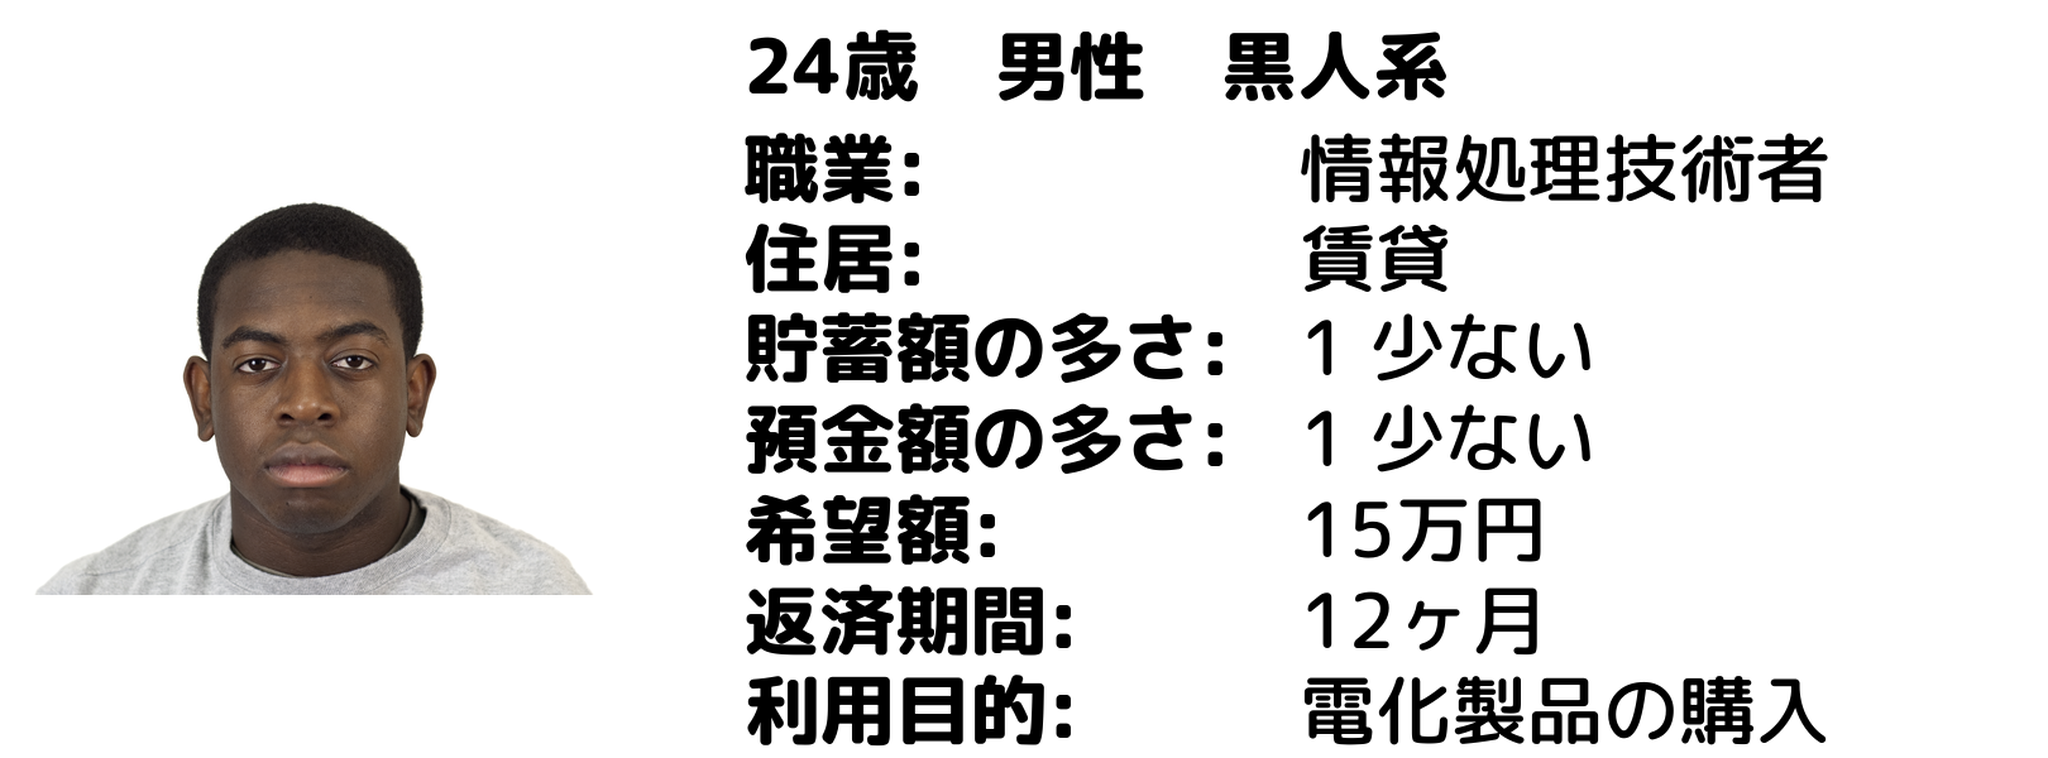 24歳　男性　黒人系
職業: 情報処理技術者
住居: 賃貸
貯蓄額の多さ: 1 少ない
預金額の多さ: 1 少ない
希望額: 15万円
返済期間: 12ヶ月
利用目的: 電化製品の購入